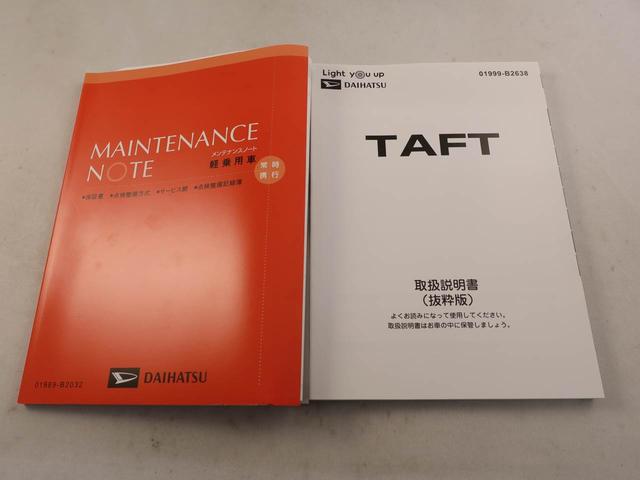 MAINTENANCE
NOTE
メンテナンスノート
軽乗用車
常時
携行
●保証書 ●点検整備方式 ●サービス網 ●点検整備記録簿
01989-B2032
DAIHATSU
Light you up
DAIHATSU
01999-B2638
TAFT
取扱説明書
（抜粋版）
よくお読みになって使用してください。
取扱説明書はお車の中に保管しましょう。